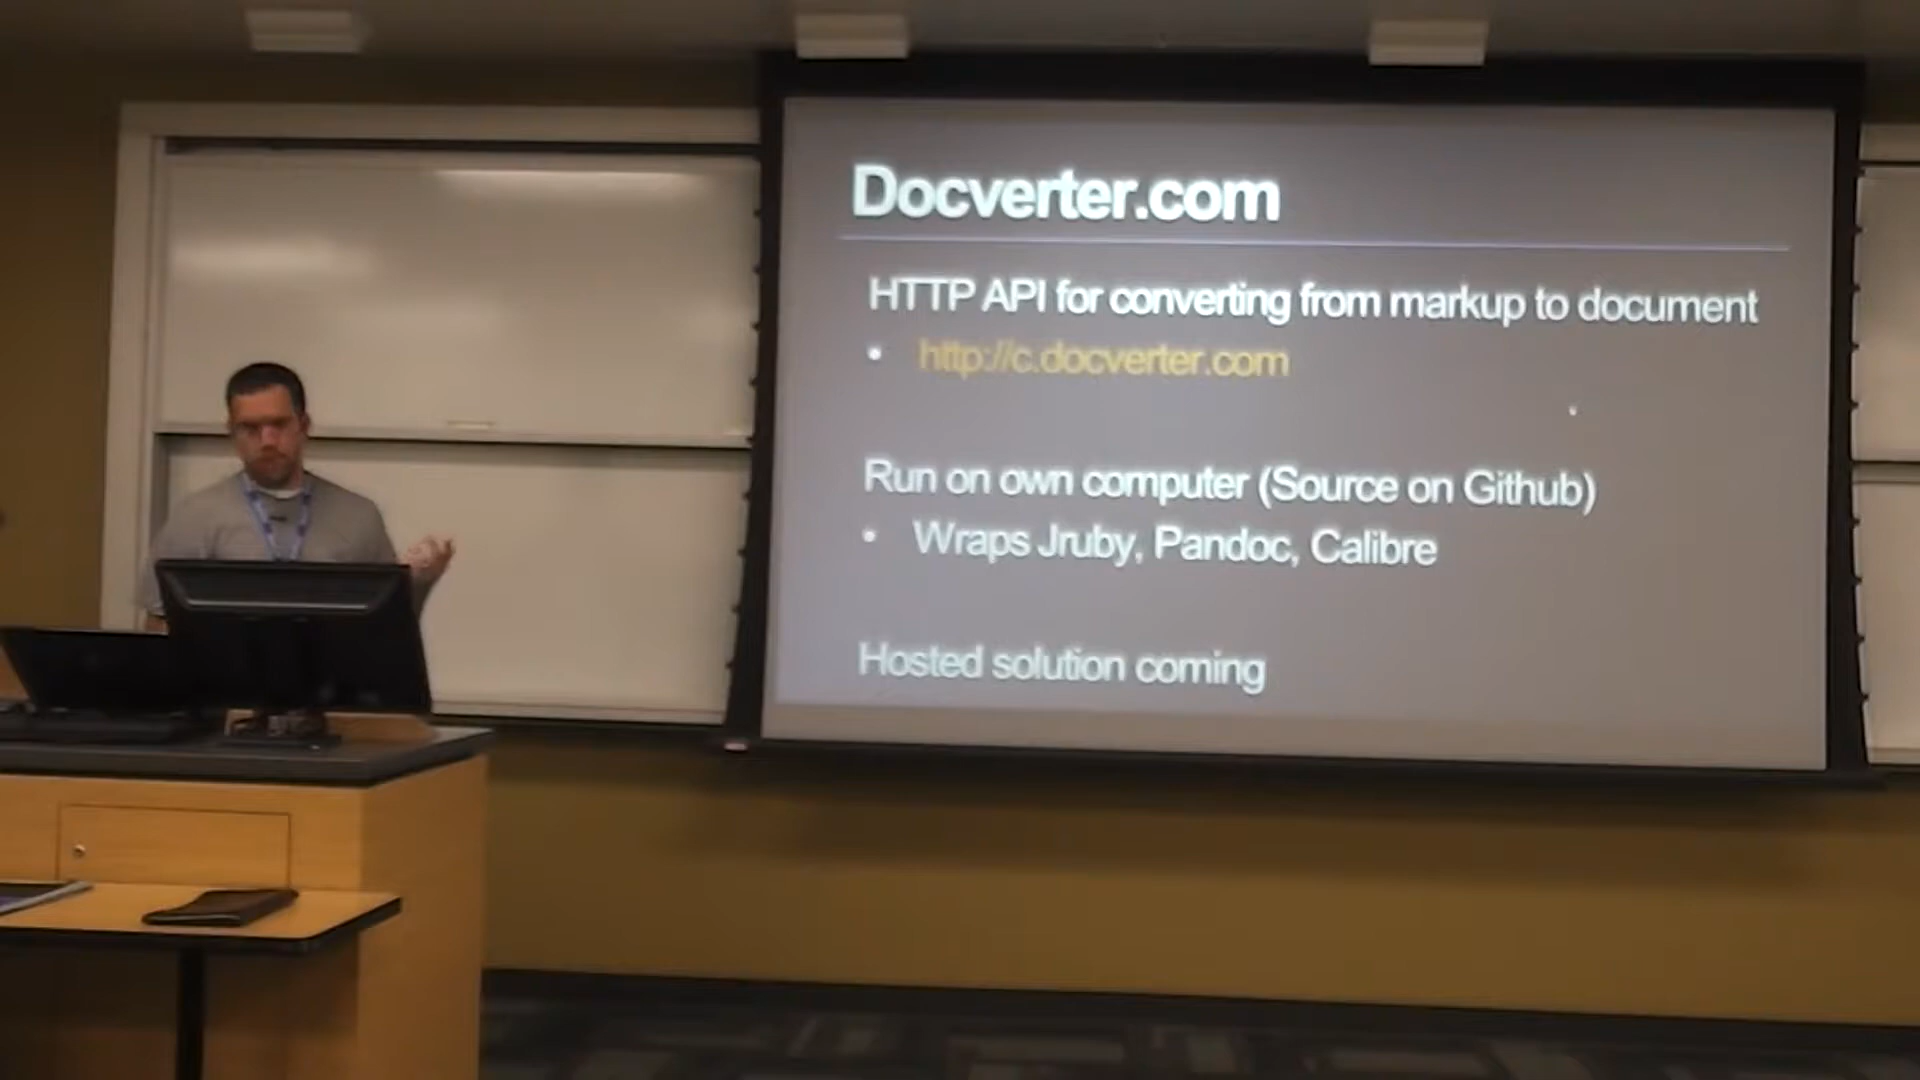 Docverter.com
HTTP API for converting from markup to document
• http://c.docverter.com
Run on own computer (Source on Github)
• Wraps Jruby, Pandoc, Calibre
Hosted solution coming